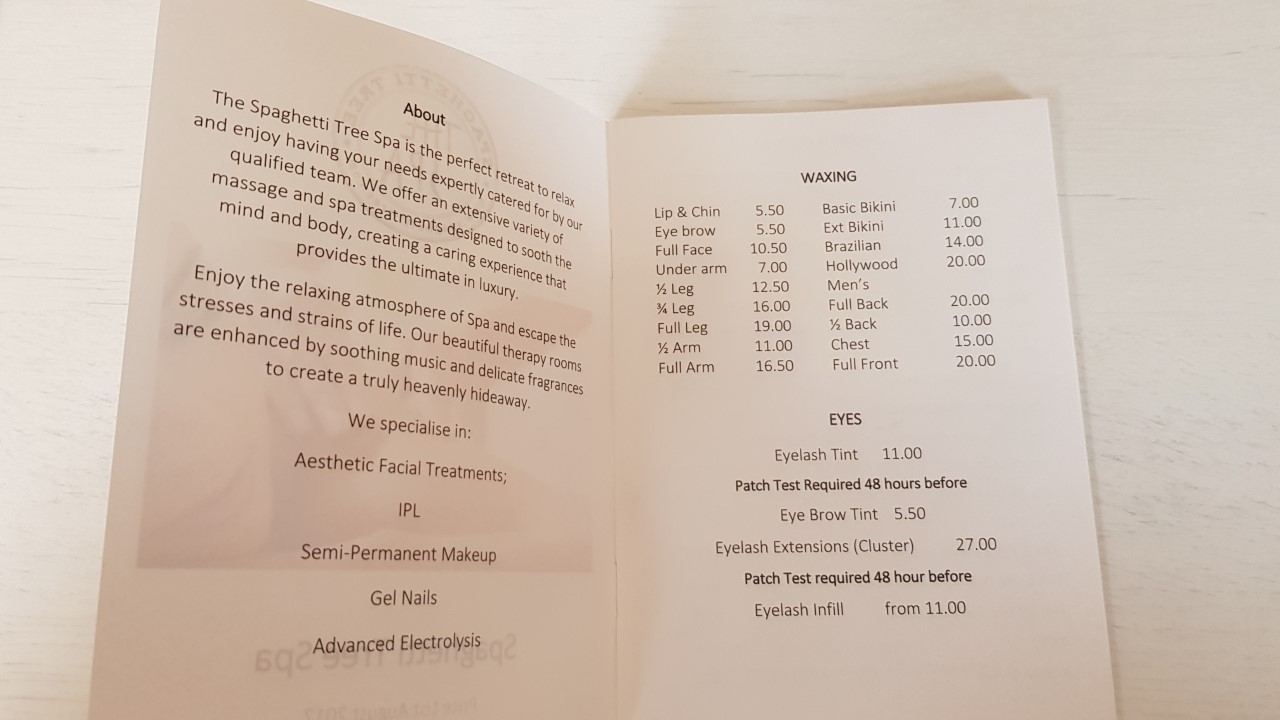 About
The Spaghetti Tree Spa is the perfect retreat to relax
and enjoy having your needs expertly catered for by our
qualified team. We offer an extensive variety of
massage and spa treatments designed to sooth the
mind and body, creating a caring experience that
provides the ultimate in luxury.
Enjoy the relaxing atmosphere of Spa and escape the
stresses and strains of life. Our beautiful therapy rooms
are enhanced by soothing music and delicate fragrances
to create a truly heavenly hideaway.
We specialise in:
Aesthetic Facial Treatments;
IPL
Semi-Permanent Makeup
Gel Nails
Advanced Electrolysis
Spaghetti Tree Spa
Price List August 2017
WAXING
Lip & Chin 5.50 Basic Bikini 7.00
Eye brow 5.50 Ext Bikini 11.00
Full Face 10.50 Brazilian 14.00
Under arm 7.00 Hollywood 20.00
½ Leg 12.50 Men's
¾ Leg 16.00 Full Back 20.00
Full Leg 19.00 ½ Back 10.00
½ Arm 11.00 Chest 15.00
Full Arm 16.50 Full Front 20.00
EYES
Eyelash Tint 11.00
Patch Test Required 48 hours before
Eye Brow Tint 5.50
Eyelash Extensions (Cluster) 27.00
Patch Test required 48 hour before
Eyelash Infill from 11.00